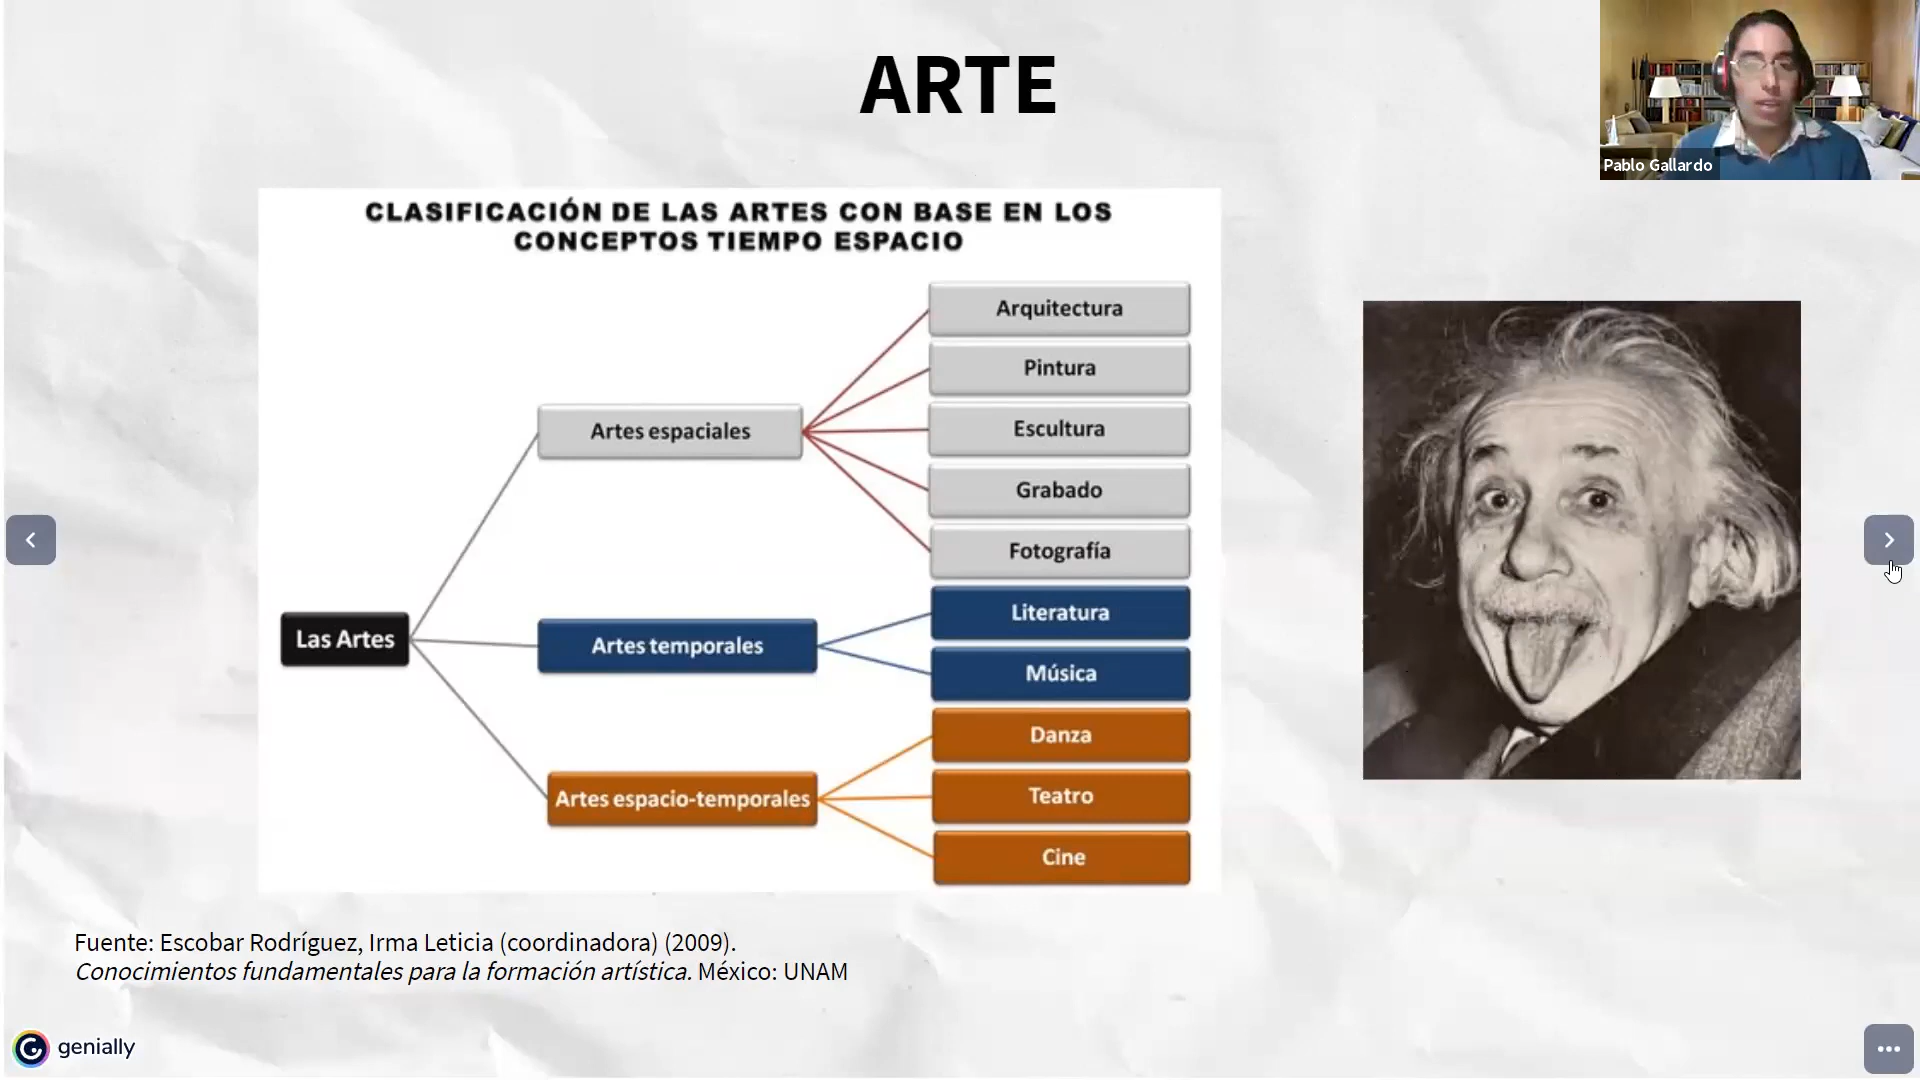 ARTE
Pablo Gallardo
CLASIFICACIÓN DE LAS ARTES CON BASE EN LOS
CONCEPTOS TIEMPO ESPACIO
Las Artes
Artes espaciales
Arquitectura
Pintura
Escultura
Grabado
Fotografía
Artes temporales
Literatura
Música
Artes espacio-temporales
Danza
Teatro
Cine
Fuente: Escobar Rodríguez, Irma Leticia (coordinadora) (2009).
Conocimientos fundamentales para la formación artística. México: UNAM
genially